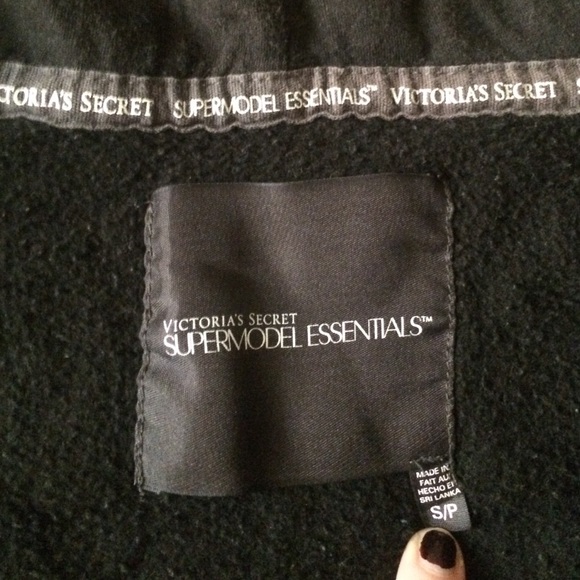 VICTORIA'S SECRET SUPERMODEL ESSENTIALS™ VICTORIA'S SECRET
VICTORIA'S SECRET
SUPERMODEL ESSENTIALS™
MADE IN
FAIT AU
HECHO EN
SRI LANKA
S/P